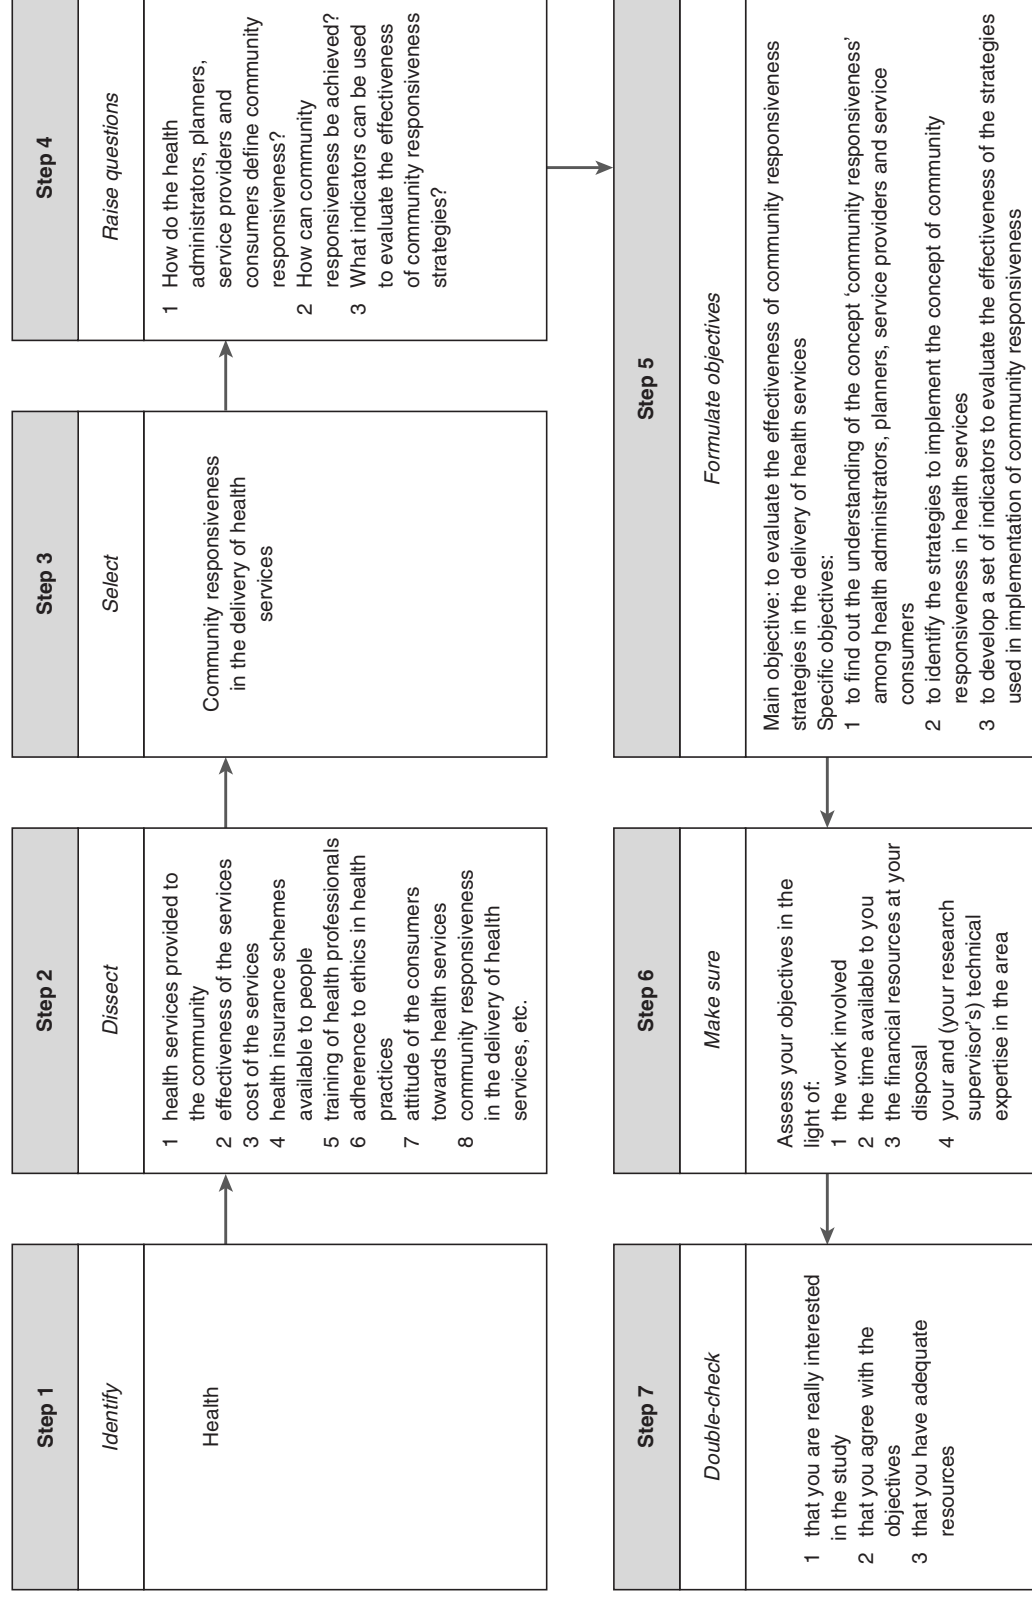 Step 1
Identify
Health
Step 2
Dissect
1 health services provided to
the community
2 effectiveness of the services
3 cost of the services
4 health insurance schemes
available to people
5 training of health professionals
6 adherence to ethics in health
practices
7 attitude of the consumers
towards health services
8 community responsiveness
in the delivery of health
services, etc.
Step 3
Select
Community responsiveness
in the delivery of health
services
Step 4
Raise questions
1 How do the health
administrators, planners,
service providers and
consumers define community
responsiveness?
2 How can community
responsiveness be achieved?
3 What indicators can be used
to evaluate the effectiveness
of community responsiveness
strategies?
Step 5
Formulate objectives
Main objective: to evaluate the effectiveness of community responsiveness
strategies in the delivery of health services
Specific objectives:
1 to find out the understanding of the concept ‘community responsiveness’
among health administrators, planners, service providers and service
consumers
2 to identify the strategies to implement the concept of community
responsiveness in health services
3 to develop a set of indicators to evaluate the effectiveness of the strategies
used in implementation of community responsiveness
Step 6
Make sure
Assess your objectives in the
light of:
1 the work involved
2 the time available to you
3 the financial resources at your
disposal
4 your and (your research
supervisor's) technical
expertise in the area
Step 7
Double-check
1 that you are really interested
in the study
2 that you agree with the
objectives
3 that you have adequate
resources